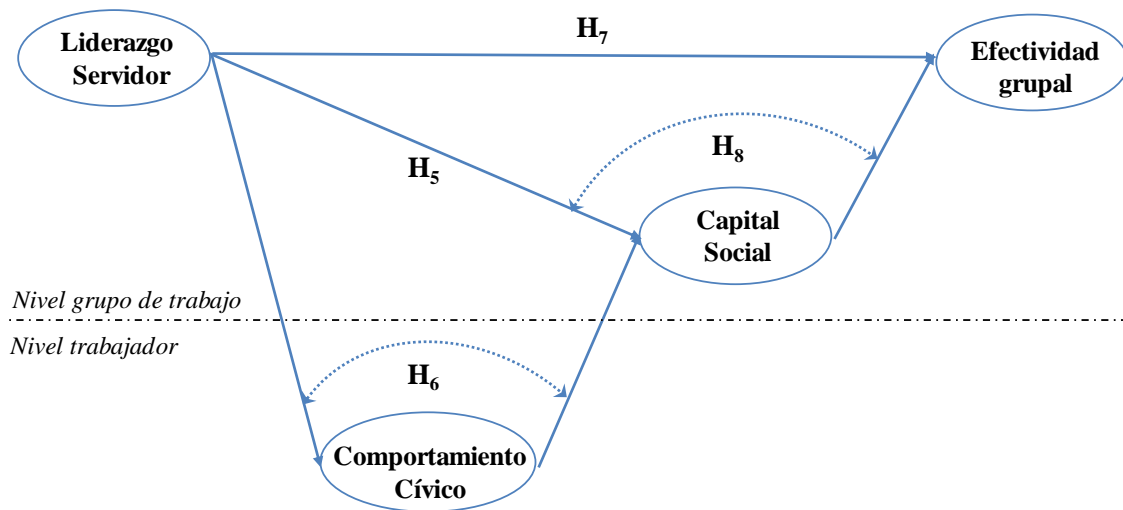 Liderazgo
Servidor
H7
Efectividad
grupal
H5
H8
Capital
Social
Nivel grupo de trabajo
Nivel trabajador
H6
Comportamiento
Cívico